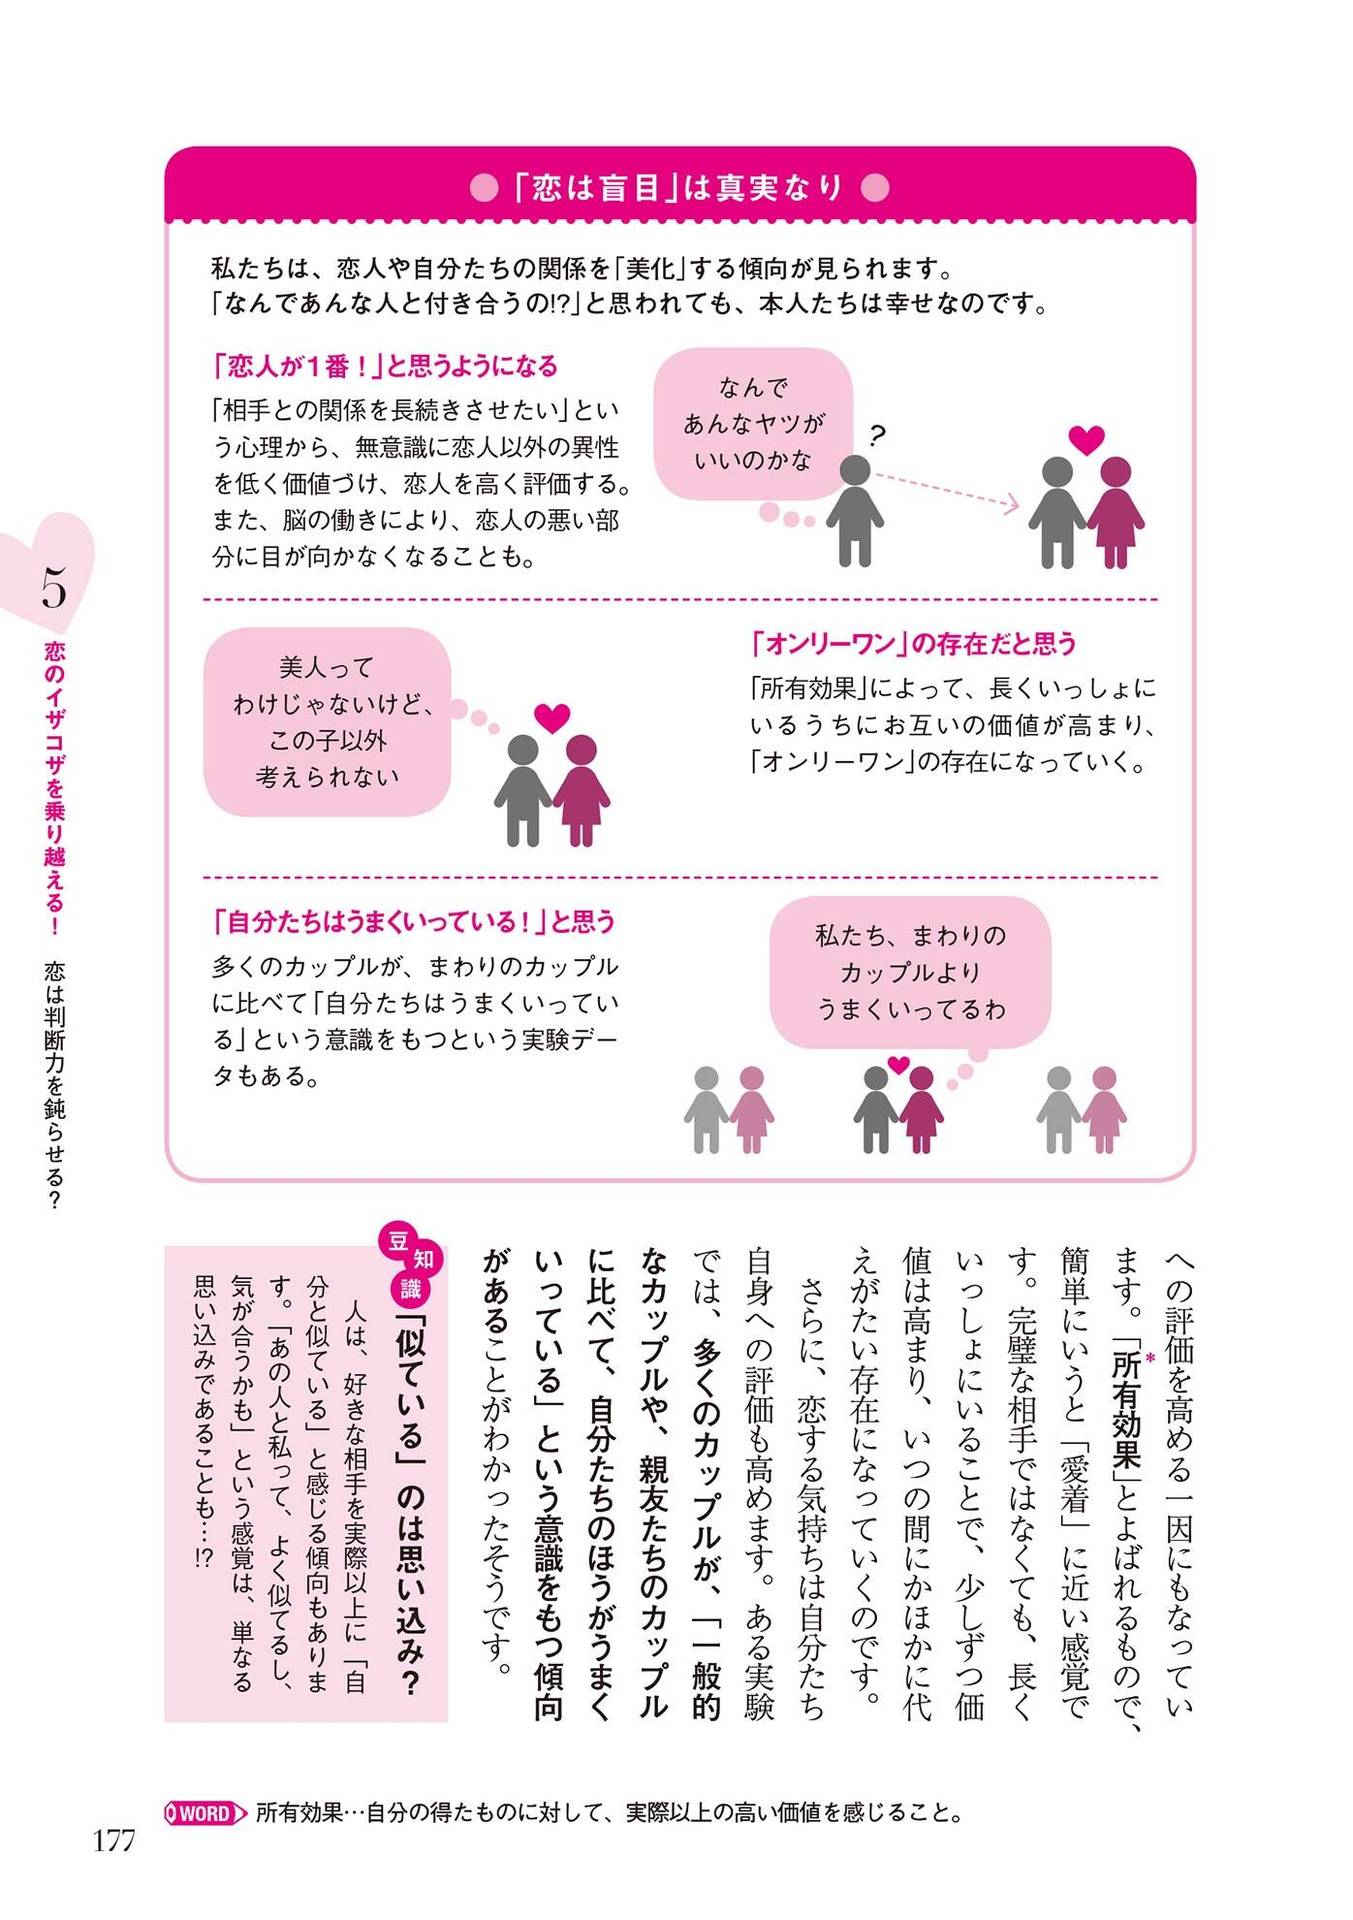 「恋は盲目」は真実なり
私たちは、恋人や自分たちの関係を「美化」する傾向が見られます。
「なんであんな人と付き合うの!?」と思われても、本人たちは幸せなのです。
「恋人が1番！」と思うようになる
「相手との関係を長続きさせたい」とい
う心理から、無意識に恋人以外の異性
を低く価値づけ、恋人を高く評価する。
また、脳の働きにより、恋人の悪い部
分に目が向かなくなることも。
なんで
あんなヤツが
いいのかな
?
美人って
わけじゃないけど、
この子以外
考えられない
「オンリーワン」の存在だと思う
「所有効果」によって、長くいっしょに
いるうちにお互いの価値が高まり、
「オンリーワン」の存在になっていく。
「自分たちはうまくいっている！」と思う
多くのカップルが、まわりのカップル
に比べて「自分たちはうまくいってい
る」という意識をもつという実験デー
タもある。
私たち、まわりの
カップルより
うまくいってるわ
への評価を高める一因にもなってい
ます。「所有効果*」とよばれるもので、
簡単にいうと「愛着」に近い感覚で
す。完璧な相手ではなくても、長く
いっしょにいることで、少しずつ価
値は高まり、いつの間にかほかに代
えがたい存在になっていくのです。
さらに、恋する気持ちは自分たち
自身への評価も高めます。ある実験
では、多くのカップルが、「一般的
なカップルや、親友たちのカップル
に比べて、自分たちのほうがうまく
いっている」という意識をもつ傾向
があることがわかったそうです。
豆知識
「似ている」のは思い込み？
人は、好きな相手を実際以上に「自
分と似ている」と感じる傾向もありま
す。「あの人と私って、よく似てるし、
気が合うかも」という感覚は、単なる
思い込みであることも…!?
WORD 所有効果…自分の得たものに対して、実際以上の高い価値を感じること。
5
恋のイザコザを乗り越える！ 恋は判断力を鈍らせる？
177